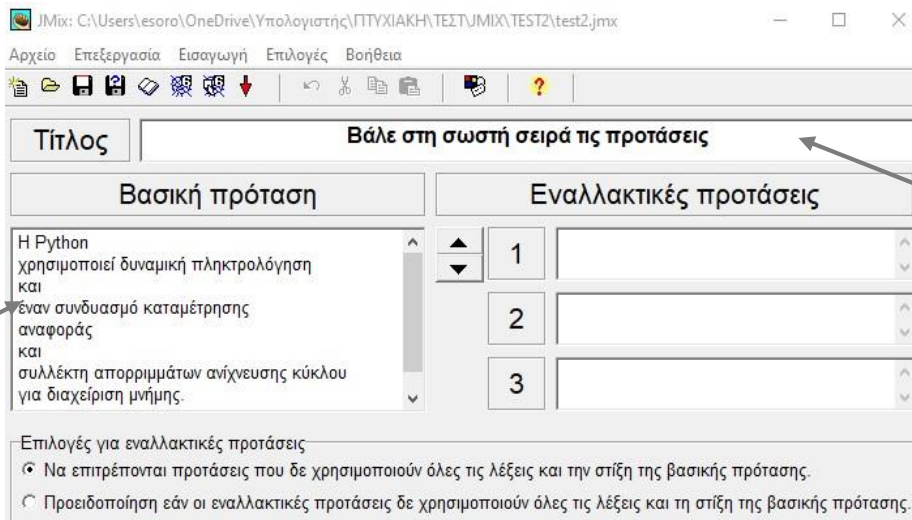 JMix: C:\Users\esoro\OneDrive\Υπολογιστής\ΠΤΥΧΙΑΚΗ\ΤΕΣΤ\JMIX\TEST2\test2.jmx
Αρχείο Επεξεργασία Εισαγωγή Επιλογές Βοήθεια
Τίτλος
Βάλε στη σωστή σειρά τις προτάσεις
Βασική πρόταση
Εναλλακτικές προτάσεις
Η Python
χρησιμοποιεί δυναμική πληκτρολόγηση
και
έναν συνδυασμό καταμέτρησης
αναφοράς
και
συλλέκτη απορριμμάτων ανίχνευσης κύκλου
για διαχείριση μνήμης.
1
2
3
Επιλογές για εναλλακτικές προτάσεις
Να επιτρέπονται προτάσεις που δε χρησιμοποιούν όλες τις λέξεις και την στίξη της βασικής πρότασης.
Προειδοποίηση εάν οι εναλλακτικές προτάσεις δε χρησιμοποιούν όλες τις λέξεις και τη στίξη της βασικής πρότασης.